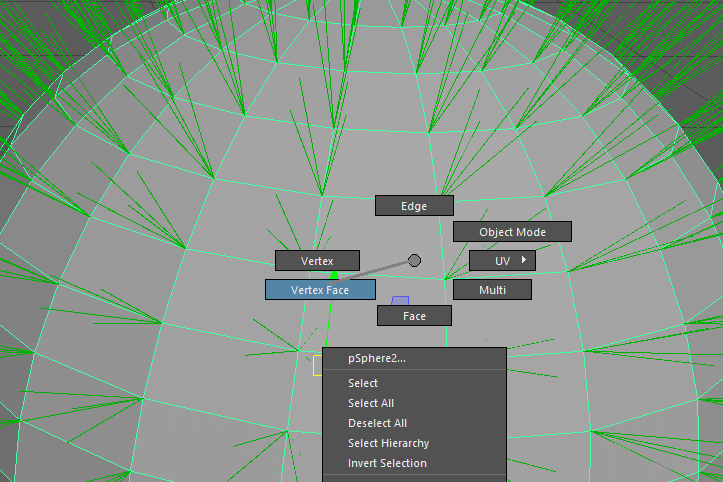 Edge
Object Mode
Vertex
UV
Vertex Face
Multi
Face
pSphere2...
Select
Select All
Deselect All
Select Hierarchy
Invert Selection